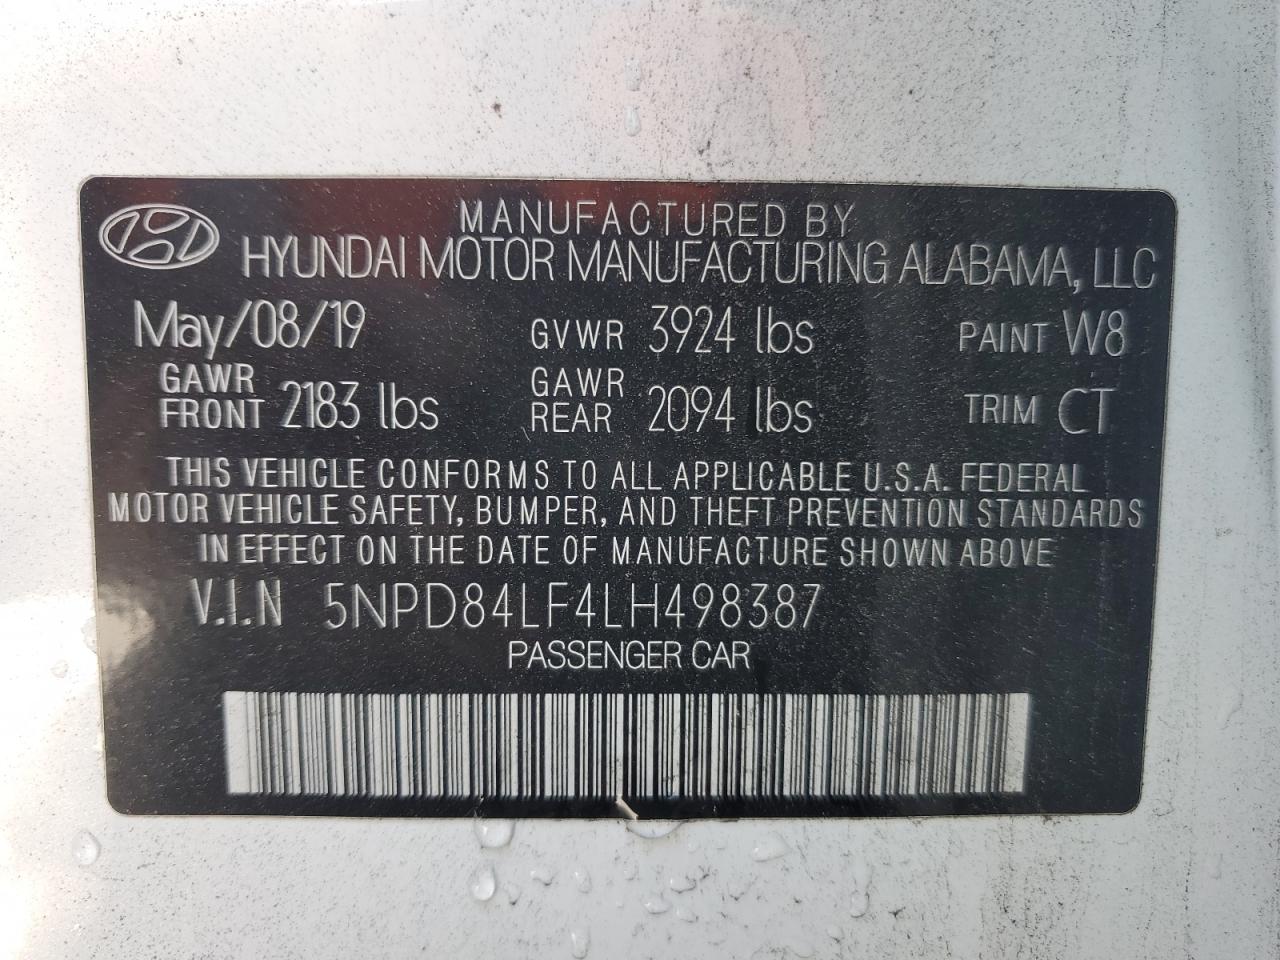 MANUFACTURED BY
HYUNDAI MOTOR MANUFACTURING ALABAMA, LLC
May/08/19 GVWR 3924 lbs PAINT W8
GAWR FRONT 2183 lbs GAWR REAR 2094 lbs TRIM CT
THIS VEHICLE CONFORMS TO ALL APPLICABLE U.S.A. FEDERAL
MOTOR VEHICLE SAFETY, BUMPER, AND THEFT PREVENTION STANDARDS
IN EFFECT ON THE DATE OF MANUFACTURE SHOWN ABOVE
V.I.N 5NPD84LF4LH498387
PASSENGER CAR